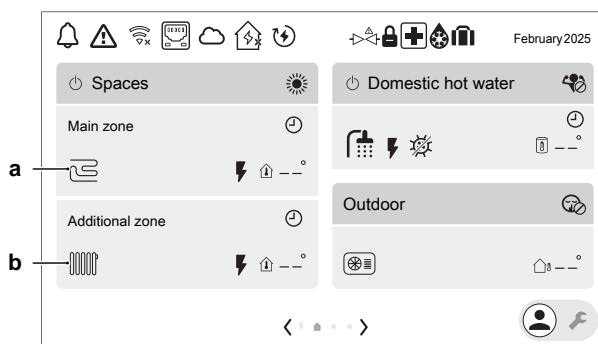 February 2025
Spaces
Domestic hot water
Main zone
a
--°
--°
Outdoor
Additional zone
b
--°
--°